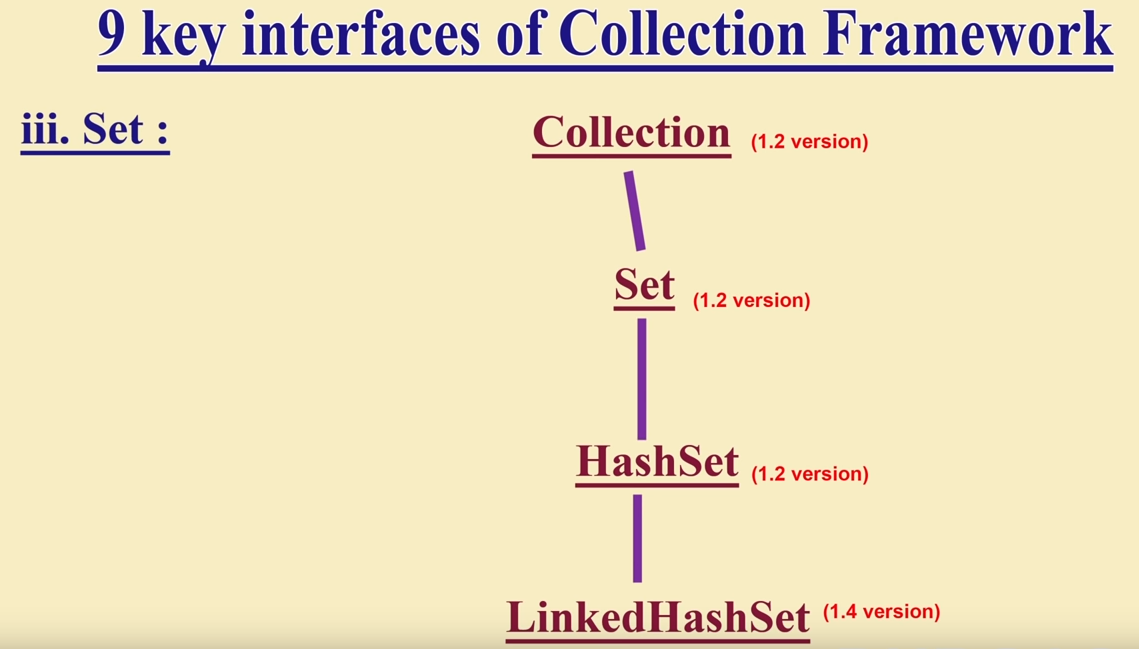 9 key interfaces of Collection Framework
iii. Set :
Collection (1.2 version)
Set (1.2 version)
HashSet (1.2 version)
LinkedHashSet (1.4 version)